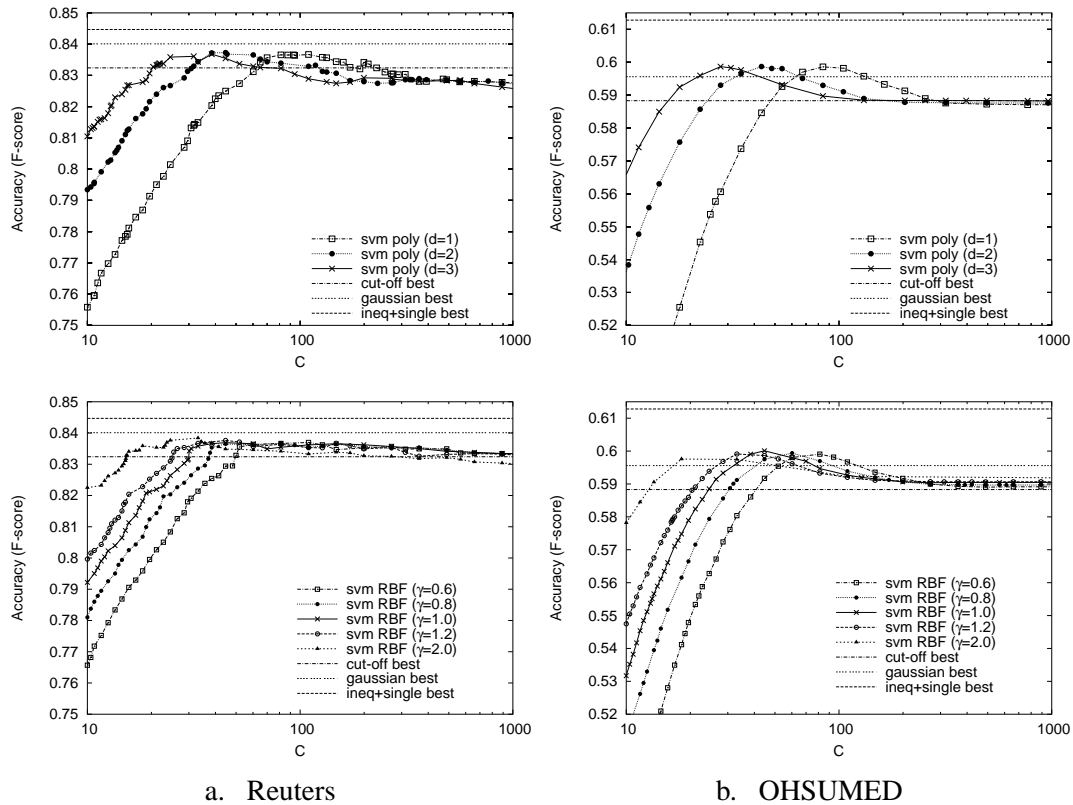 0.85
0.84
0.83
0.82
0.81
0.8
0.79
0.78
0.77
0.76
0.75
10
100
1000
Accuracy (F-score)
C
svm poly (d=1)
svm poly (d=2)
svm poly (d=3)
cut-off best
gaussian best
ineq+single best
0.61
0.6
0.59
0.58
0.57
0.56
0.55
0.54
0.53
0.52
10
100
1000
Accuracy (F-score)
C
svm poly (d=1)
svm poly (d=2)
svm poly (d=3)
cut-off best
gaussian best
ineq+single best
0.85
0.84
0.83
0.82
0.81
0.8
0.79
0.78
0.77
0.76
0.75
10
100
1000
Accuracy (F-score)
C
svm RBF (γ=0.6)
svm RBF (γ=0.8)
svm RBF (γ=1.0)
svm RBF (γ=1.2)
svm RBF (γ=2.0)
cut-off best
gaussian best
ineq+single best
0.61
0.6
0.59
0.58
0.57
0.56
0.55
0.54
0.53
0.52
10
100
1000
Accuracy (F-score)
C
svm RBF (γ=0.6)
svm RBF (γ=0.8)
svm RBF (γ=1.0)
svm RBF (γ=1.2)
svm RBF (γ=2.0)
cut-off best
gaussian best
ineq+single best
a. Reuters
b. OHSUMED